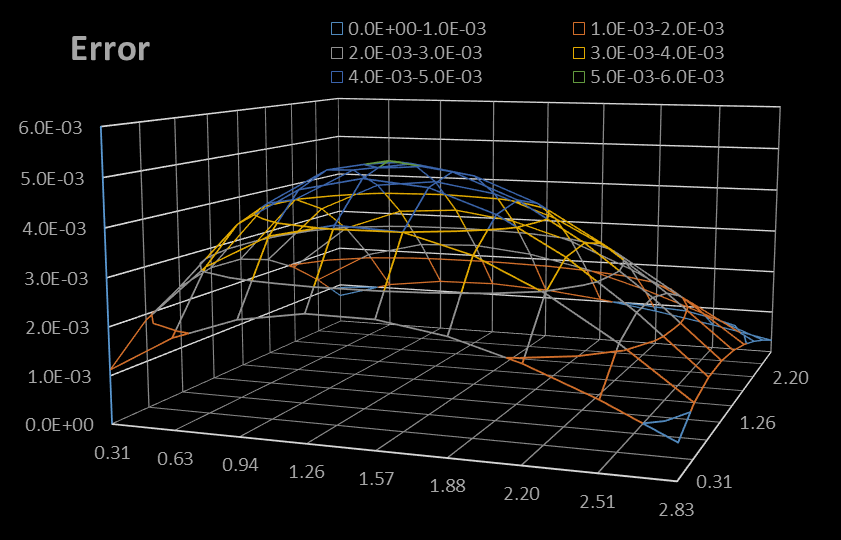 Error
0.0E+00-1.0E-03 1.0E-03-2.0E-03
2.0E-03-3.0E-03 3.0E-03-4.0E-03
4.0E-03-5.0E-03 5.0E-03-6.0E-03
6.0E-03
5.0E-03
4.0E-03
3.0E-03
2.0E-03
1.0E-03
0.0E+00
0.31 0.63 0.94 1.26 1.57 1.88 2.20 2.51 2.83
0.31
1.26
2.20